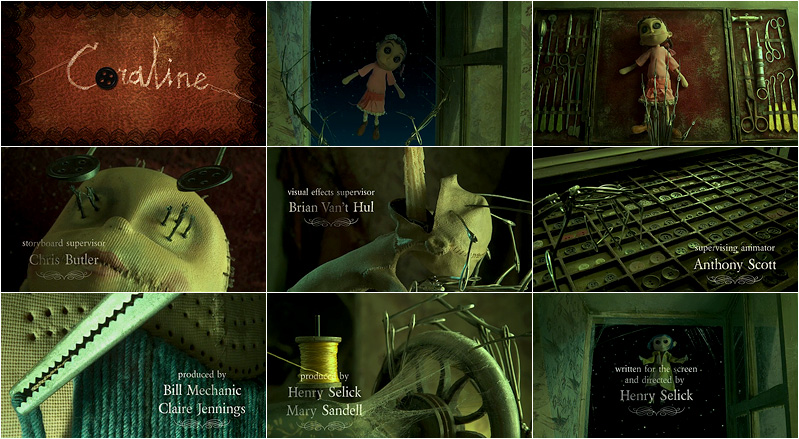 Coraline
storyboard supervisor
Chris Butler
visual effects supervisor
Brian Van't Hul
supervising animator
Anthony Scott
produced by
Bill Mechanic
Claire Jennings
produced by
Henry Selick
Mary Sandell
written for the screen
and directed by
Henry Selick